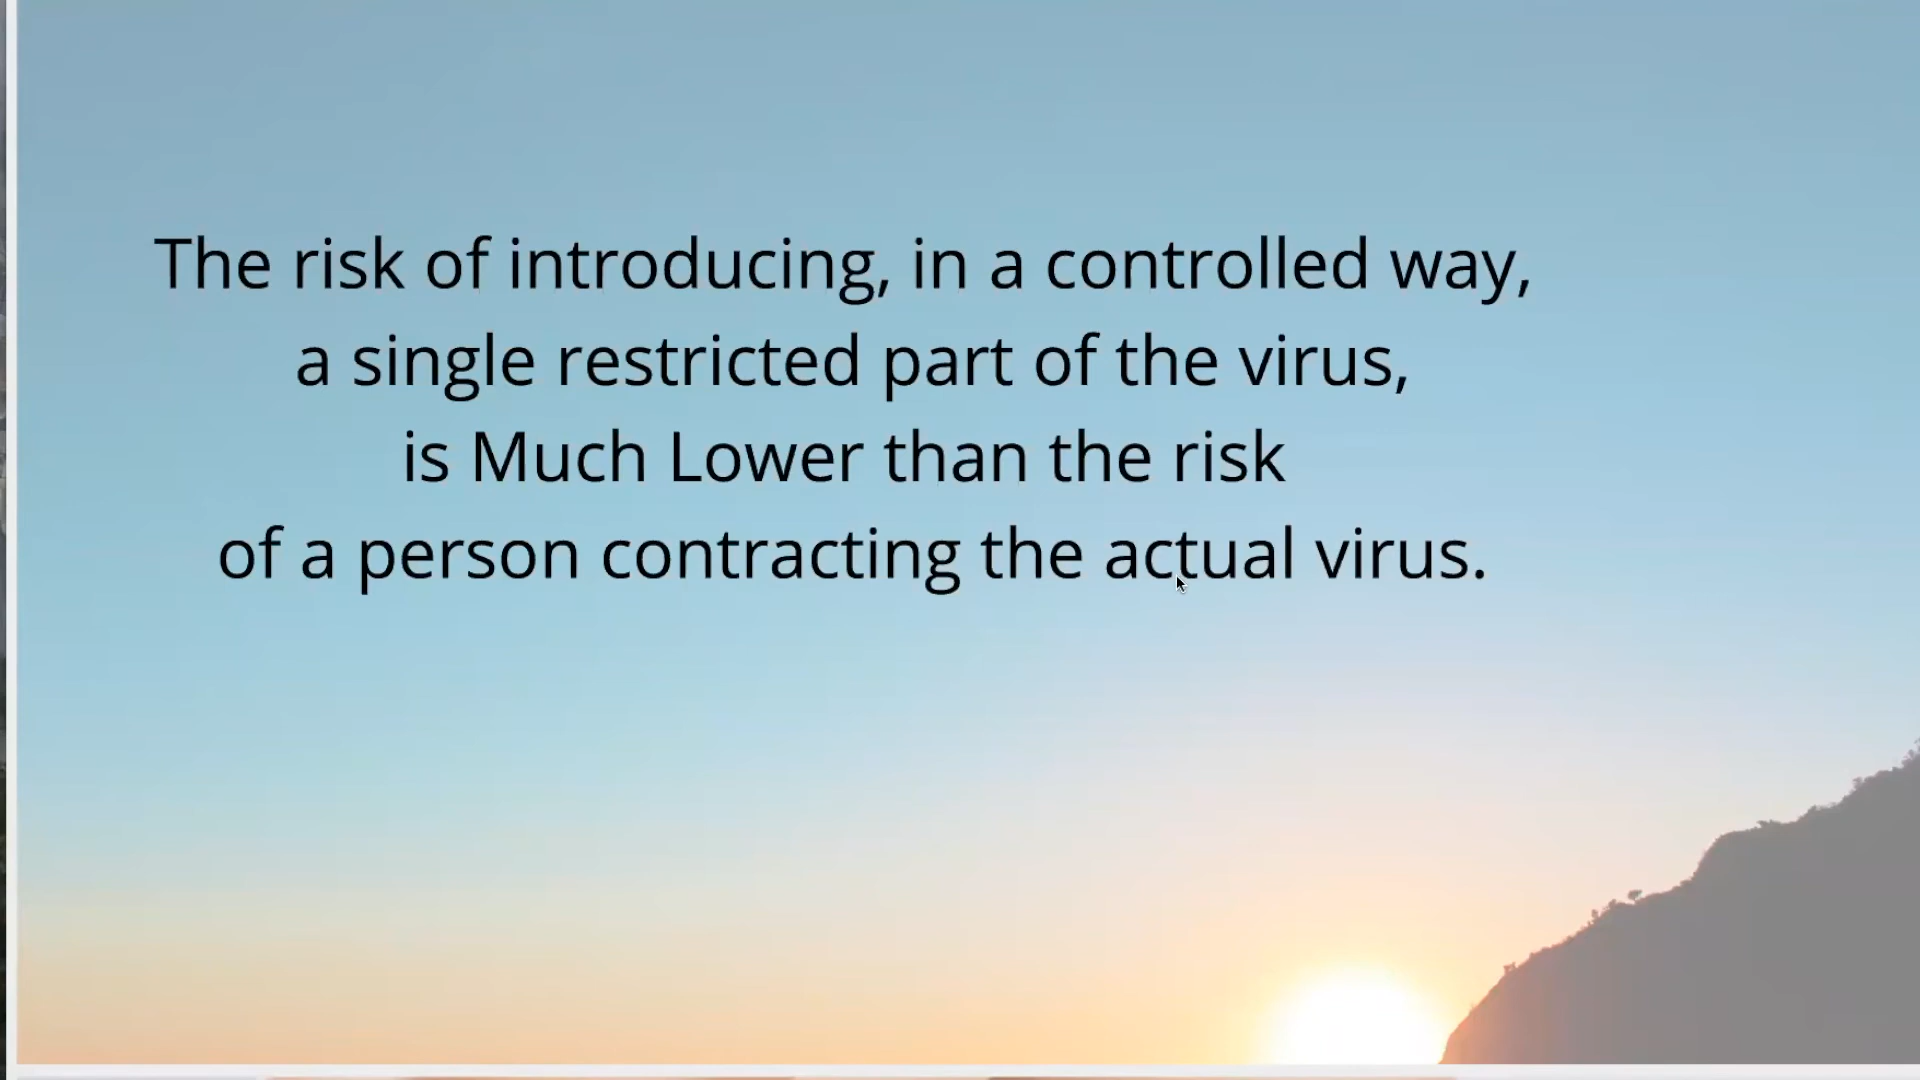 The risk of introducing, in a controlled way,
a single restricted part of the virus,
is Much Lower than the risk
of a person contracting the actual virus.